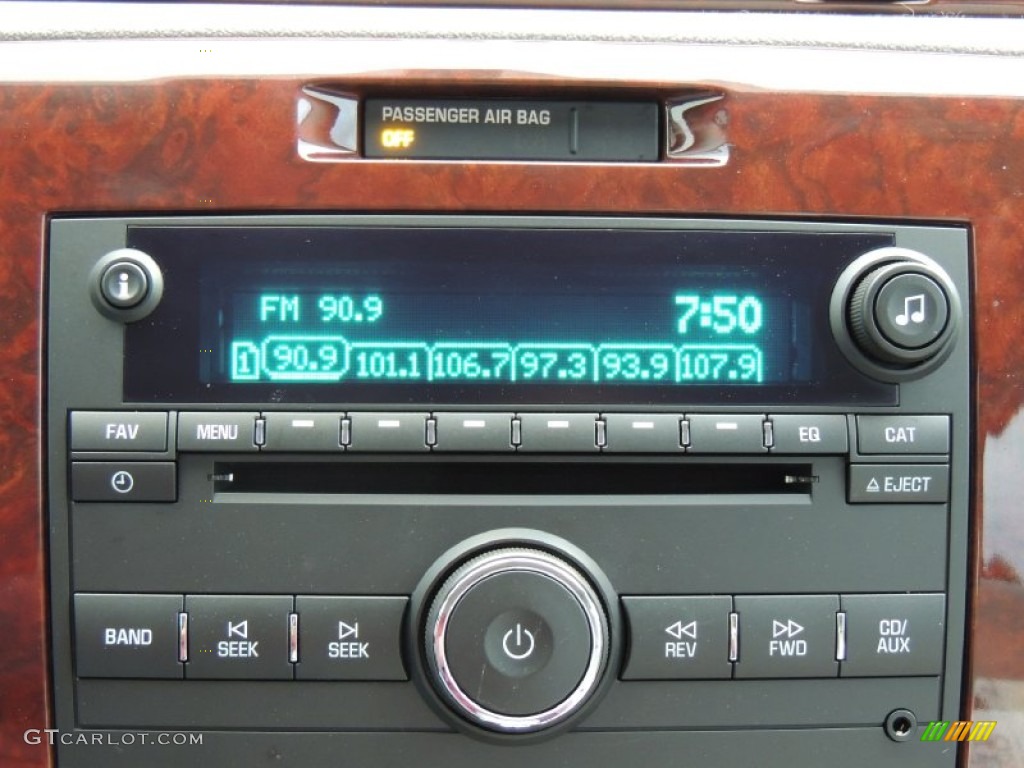 PASSENGER AIR BAG
OFF
i
FM 90.9 7:50
1 90.9 101.1 106.7 97.3 93.9 107.9
FAV MENU EQ CAT
EJECT
BAND SEEK SEEK REV FWD CD/
AUX
GTCARLOT.COM